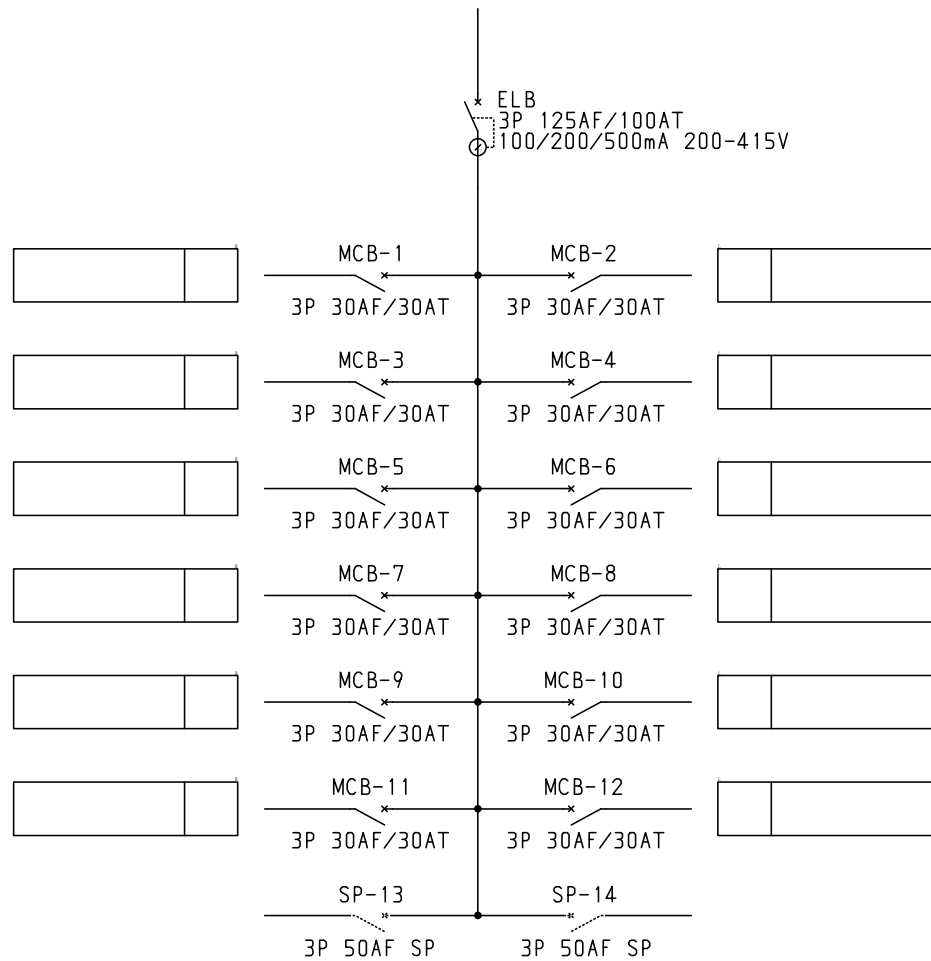 ELB
3P 125AF/100AT
100/200/500mA 200-415V
MCB-1 MCB-2
3P 30AF/30AT 3P 30AF/30AT
MCB-3 MCB-4
3P 30AF/30AT 3P 30AF/30AT
MCB-5 MCB-6
3P 30AF/30AT 3P 30AF/30AT
MCB-7 MCB-8
3P 30AF/30AT 3P 30AF/30AT
MCB-9 MCB-10
3P 30AF/30AT 3P 30AF/30AT
MCB-11 MCB-12
3P 30AF/30AT 3P 30AF/30AT
SP-13 SP-14
3P 50AF SP 3P 50AF SP